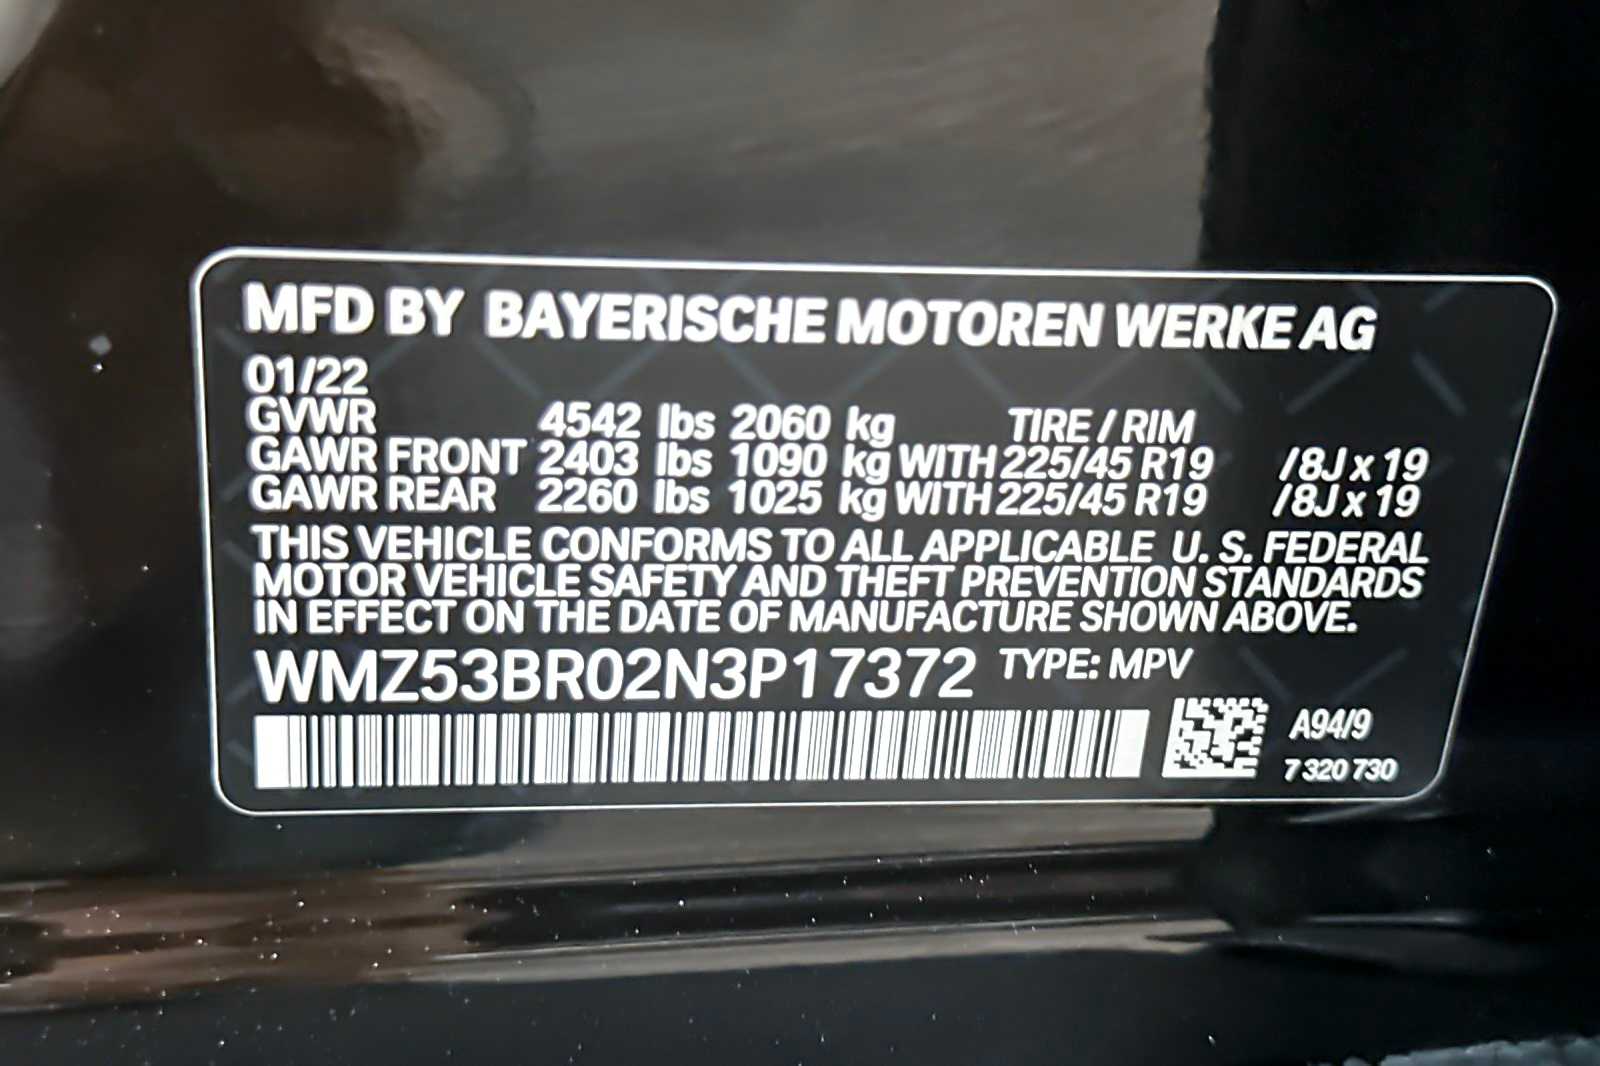 MFD BY BAYERISCHE MOTOREN WERKE AG
01/22
GVWR 4542 lbs 2060 kg TIRE / RIM
GAWR FRONT 2403 lbs 1090 kg WITH 225/45 R19 /8J x 19
GAWR REAR 2260 lbs 1025 kg WITH 225/45 R19 /8J x 19
THIS VEHICLE CONFORMS TO ALL APPLICABLE U. S. FEDERAL
MOTOR VEHICLE SAFETY AND THEFT PREVENTION STANDARDS
IN EFFECT ON THE DATE OF MANUFACTURE SHOWN ABOVE.
WMZ53BR02N3P17372 TYPE: MPV
A94/9
7 320 730